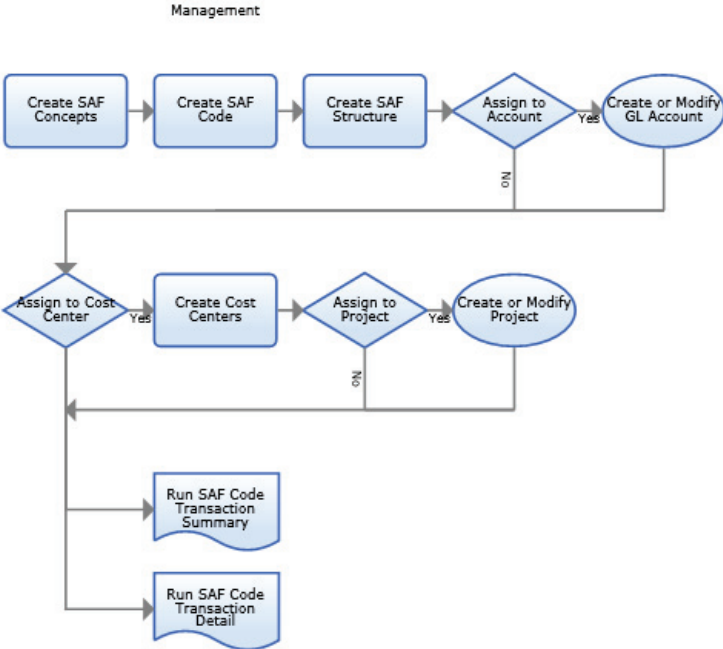 Management
Create SAF
Concepts
Create SAF
Code
Create SAF
Structure
Assign to
Account
Yes
Create or Modify
GL Account
No
Assign to Cost
Center
Yes
Create Cost
Centers
Assign to
Project
Yes
Create or Modify
Project
No
Run SAF Code
Transaction
Summary
Run SAF Code
Transaction
Detail